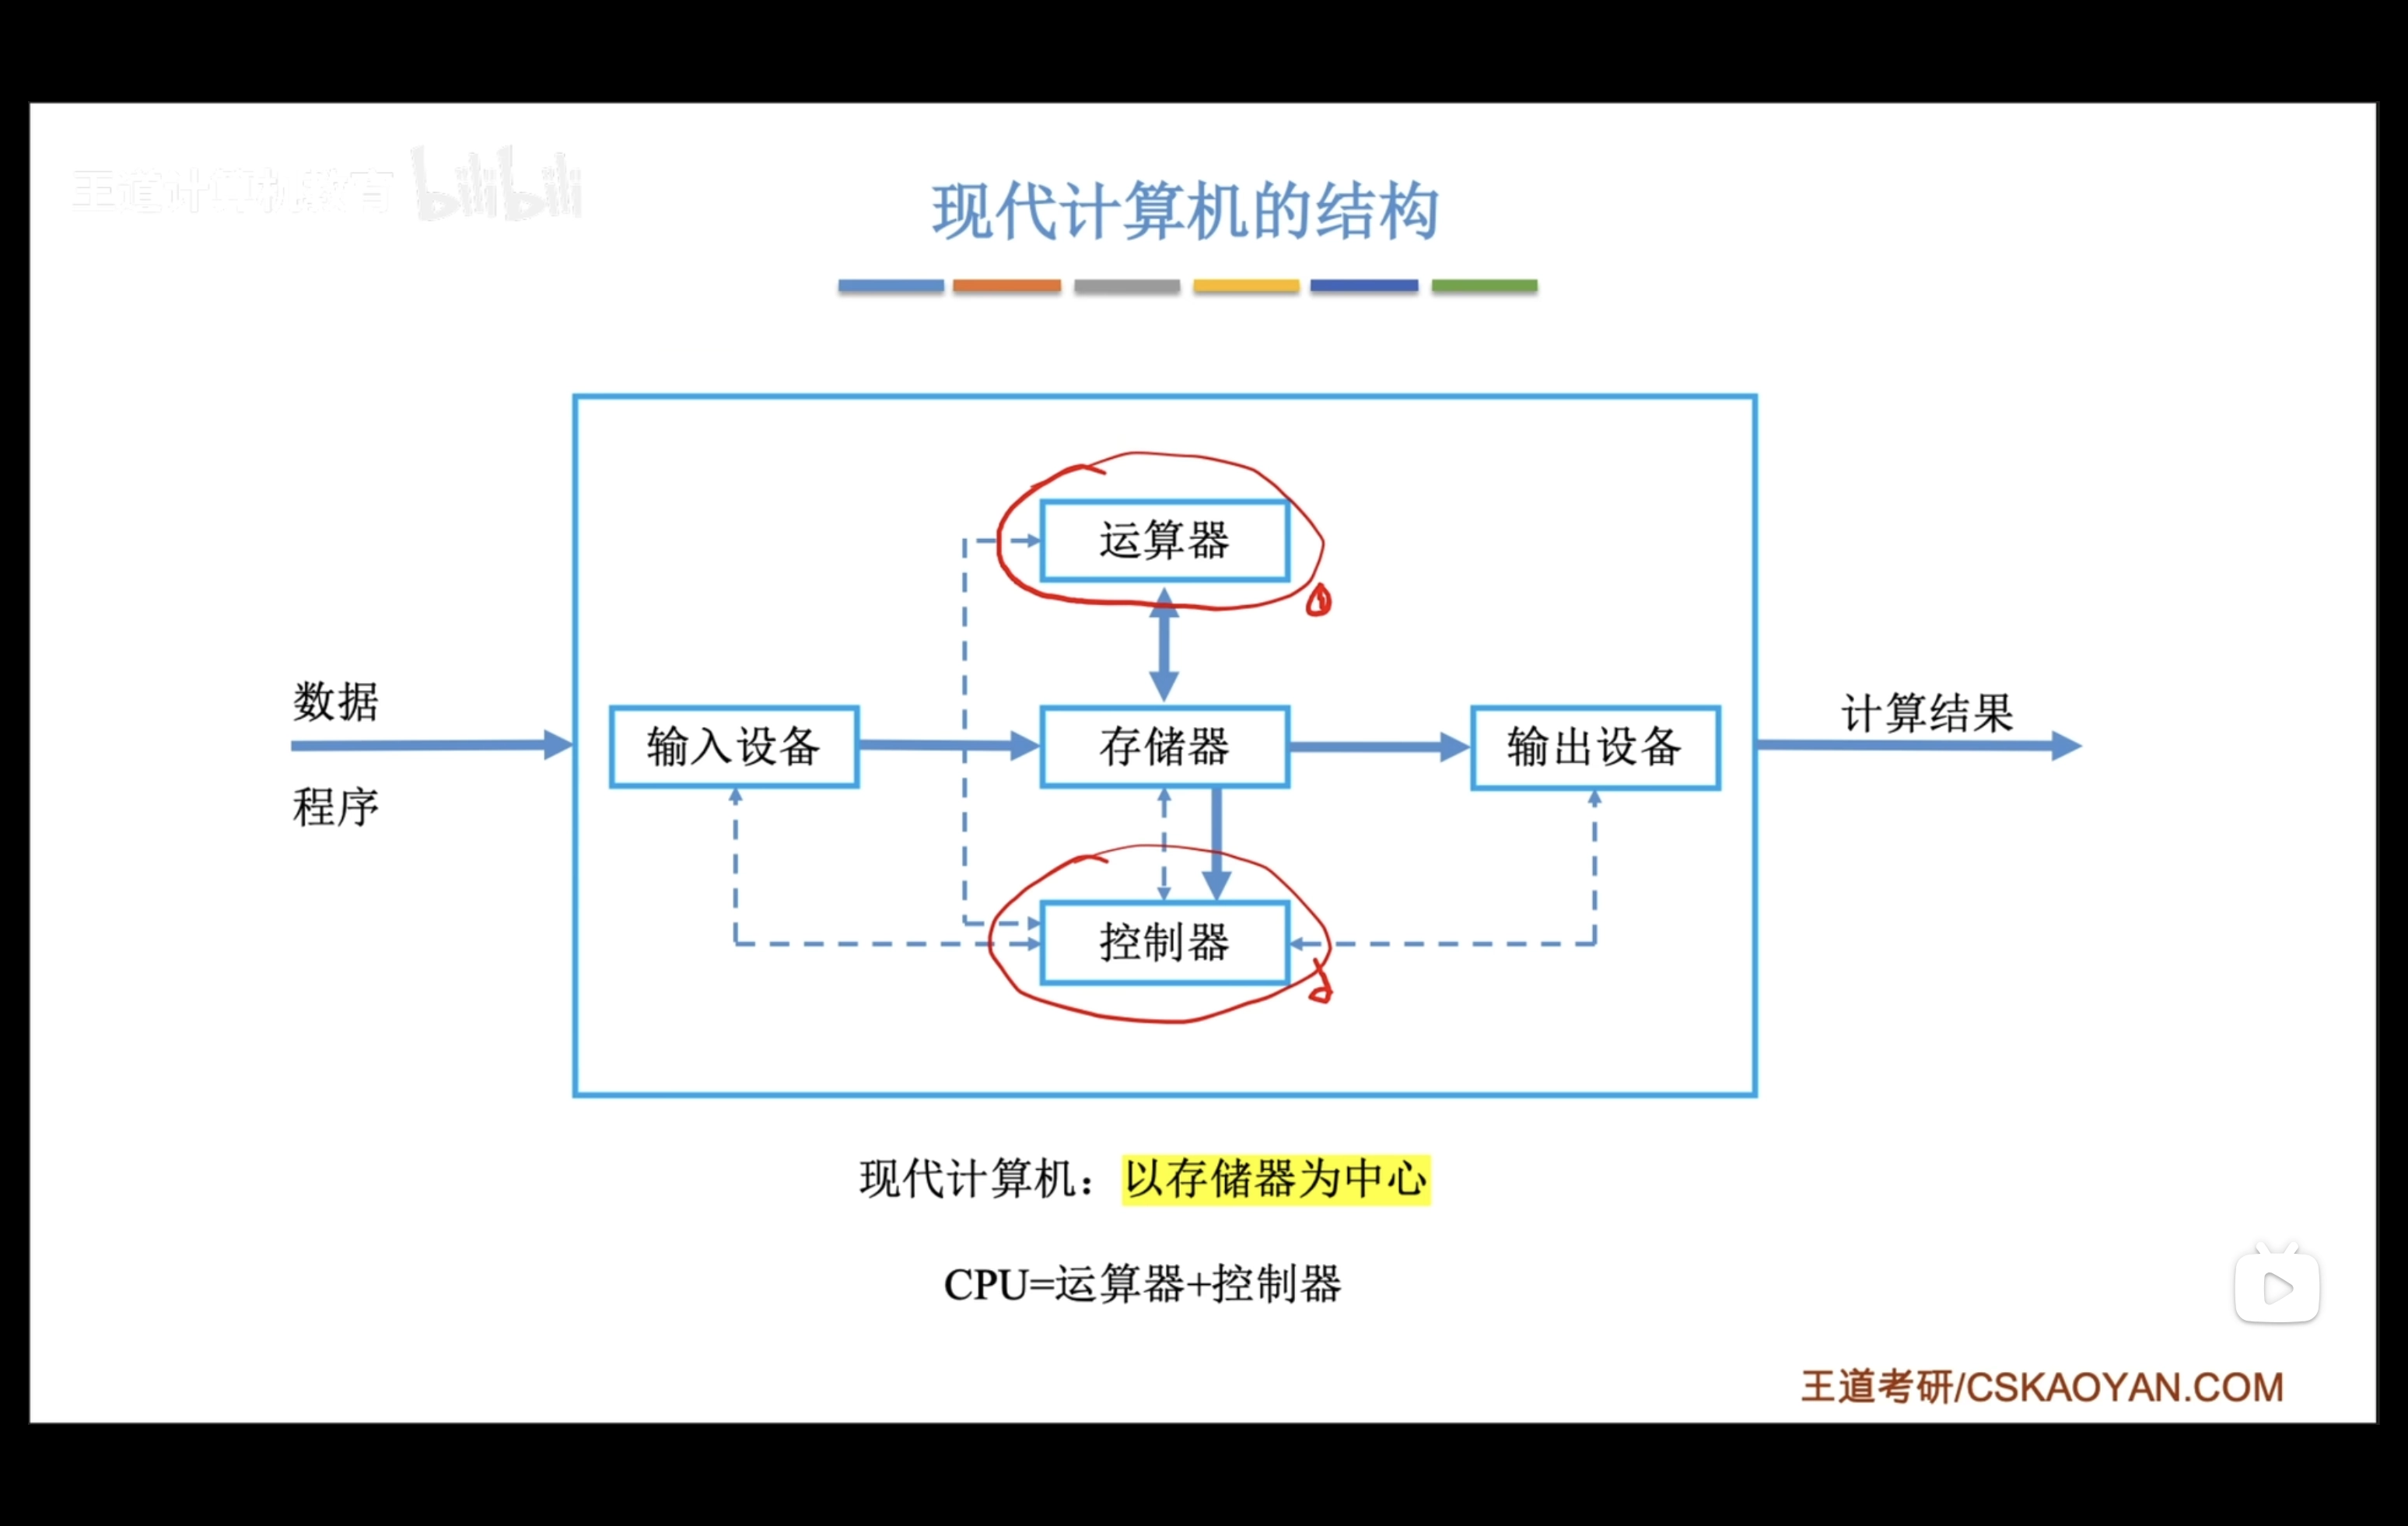 王道计算机教育 bilibili
现代计算机的结构
运算器
数据
程序
输入设备
存储器
输出设备
计算结果
控制器
现代计算机：以存储器为中心
CPU=运算器+控制器
王道考研/CSKAOYAN.COM